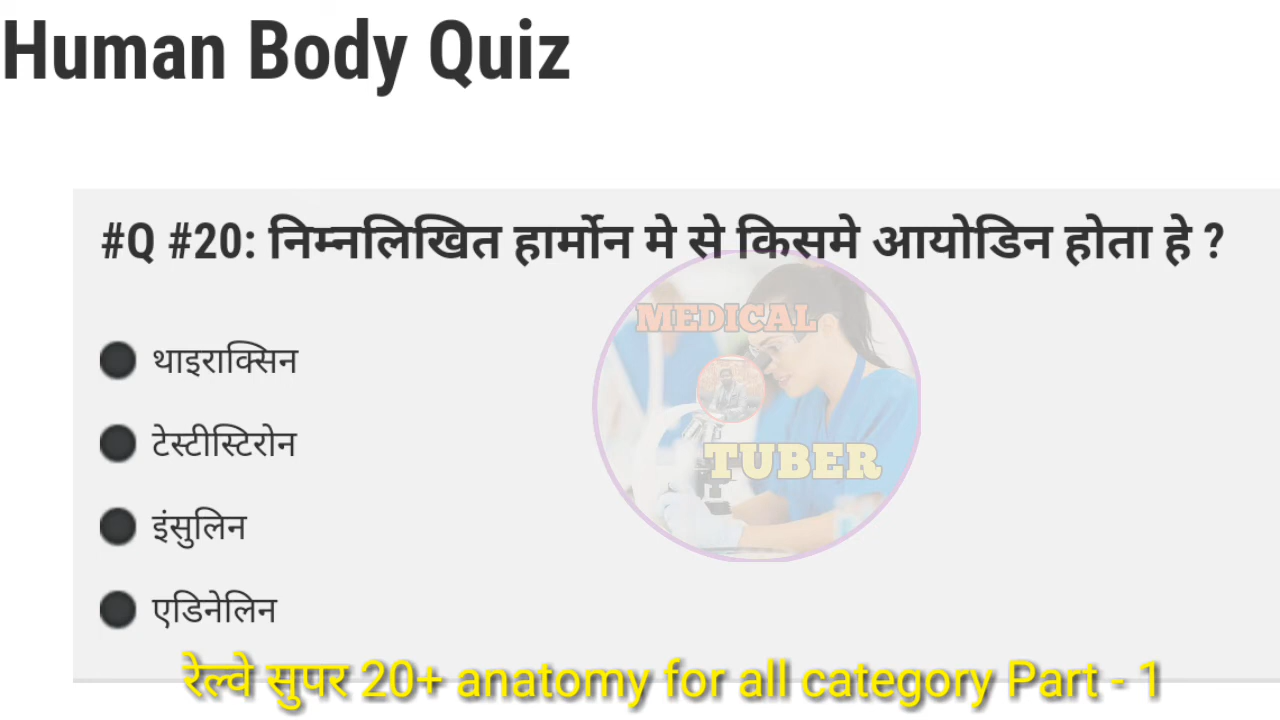 Human Body Quiz
#Q #20: निम्नलिखित हार्मोन मे से किसमे आयोडिन होता हे ?
MEDICAL
TUBER
थाइराक्सिन
टेस्टीस्टिरोन
इंसुलिन
एडिनेलिन
रेल्वे सुपर 20+ anatomy for all category Part - 1